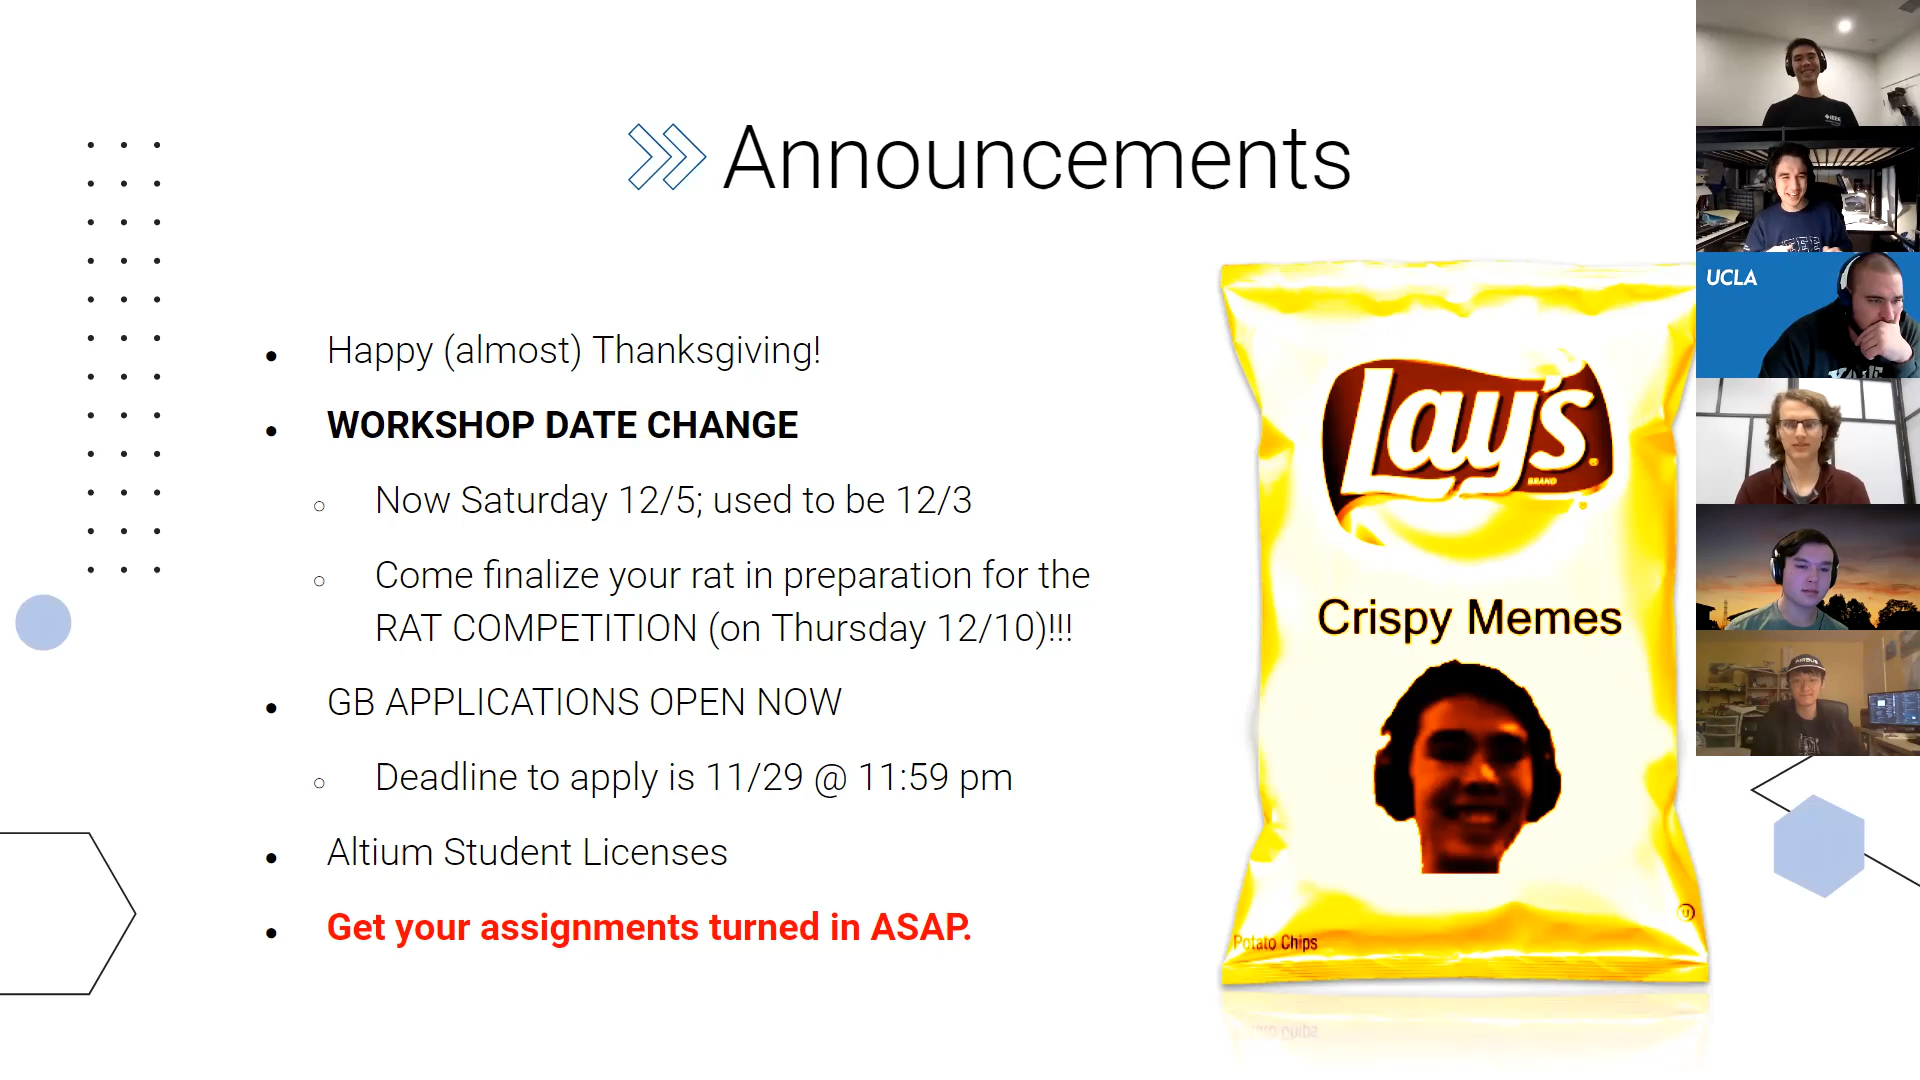 Announcements
Happy (almost) Thanksgiving!
WORKSHOP DATE CHANGE
Now Saturday 12/5; used to be 12/3
Come finalize your rat in preparation for the
RAT COMPETITION (on Thursday 12/10)!!!
GB APPLICATIONS OPEN NOW
Deadline to apply is 11/29 @ 11:59 pm
Altium Student Licenses
Get your assignments turned in ASAP.
Lay's
BRAND
Crispy Memes
U
Potato Chips
IEEE
UCLA
AIRBUS